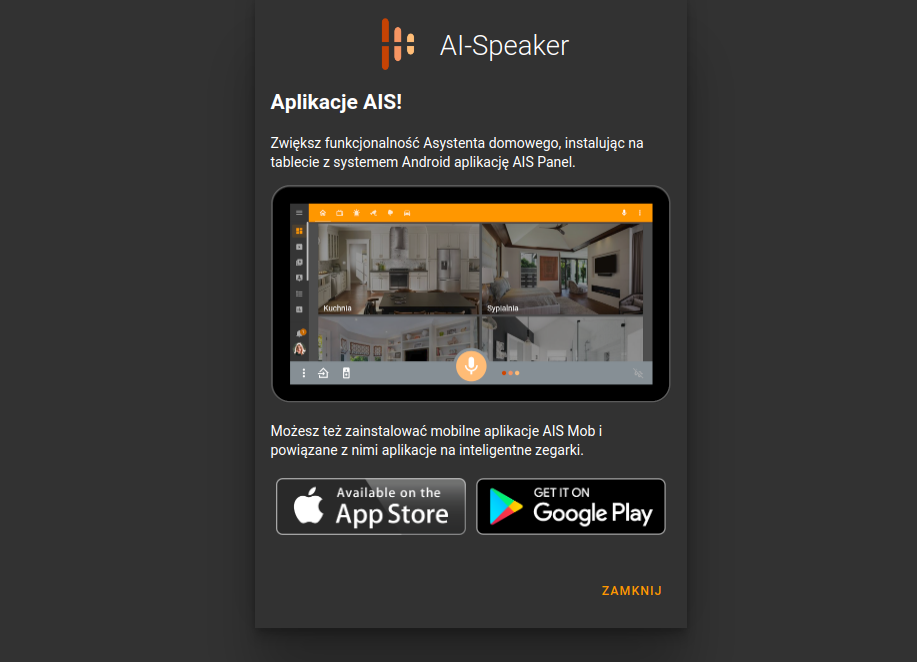 AI-Speaker
Aplikacje AIS!
Zwiększ funkcjonalność Asystenta domowego, instalując na
tablecie z systemem Android aplikację AIS Panel.
Kuchnia
Sypialnia
Możesz też zainstalować mobilne aplikacje AIS Mob i
powiązane z nimi aplikacje na inteligentne zegarki.
Available on the
App Store
GET IT ON
Google Play
ZAMKNIJ